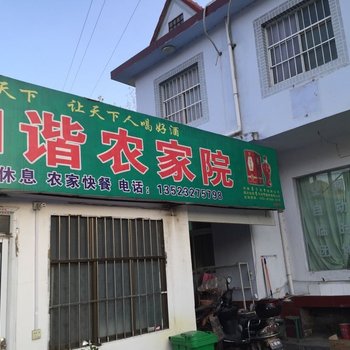 天下 让天下人喝好酒
谐农家院
休息 农家快餐 电话：13523275798